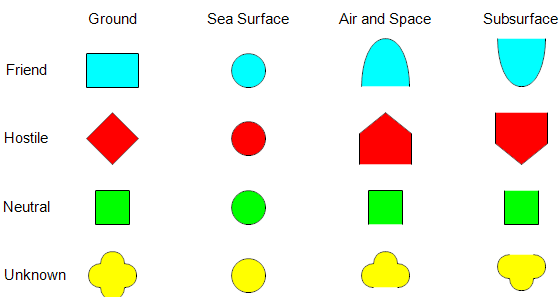 Ground Sea Surface Air and Space Subsurface
Friend
Hostile
Neutral
Unknown